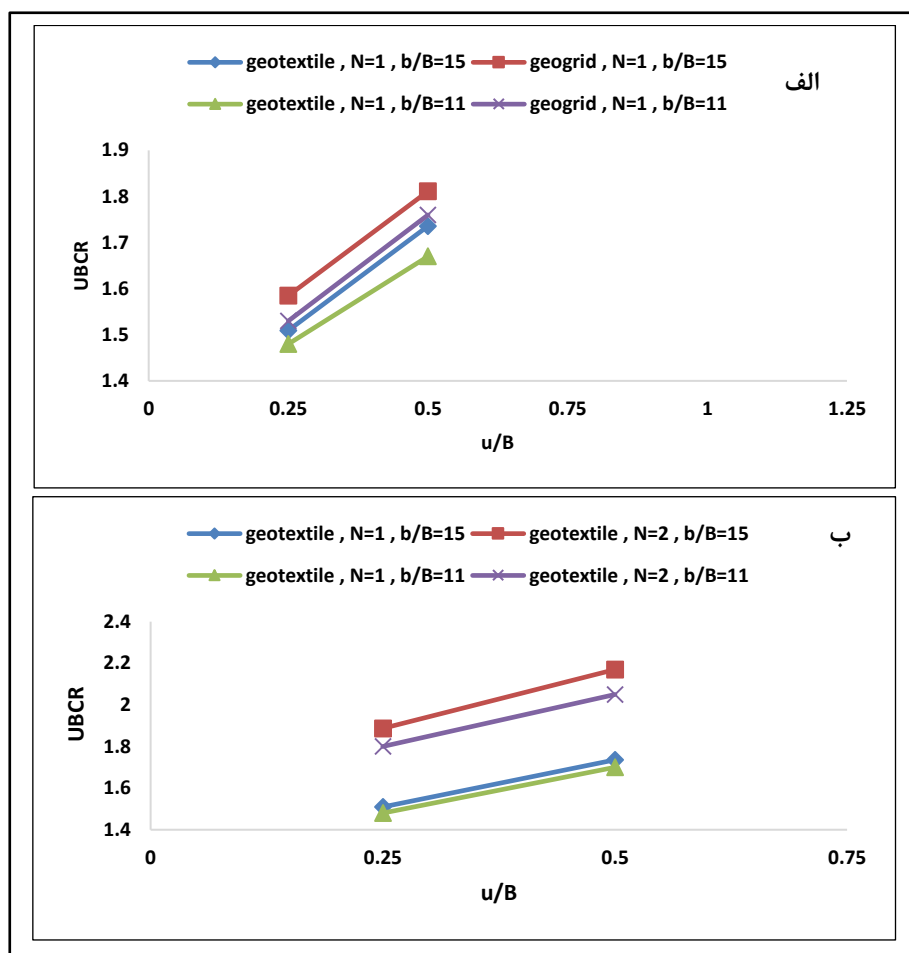 geotextile , N=1 , b/B=15 geogrid , N=1 , b/B=15
الف
geotextile , N=1 , b/B=11 geogrid , N=1 , b/B=11
1.9
1.8
1.7
1.6
1.5
1.4
UBCR
0 0.25 0.5 0.75 1 1.25
u/B
geotextile , N=1 , b/B=15 geotextile , N=2 , b/B=15
ب
geotextile , N=1 , b/B=11 geotextile , N=2 , b/B=11
2.4
2.2
2
1.8
1.6
1.4
UBCR
0 0.25 0.5 0.75
u/B